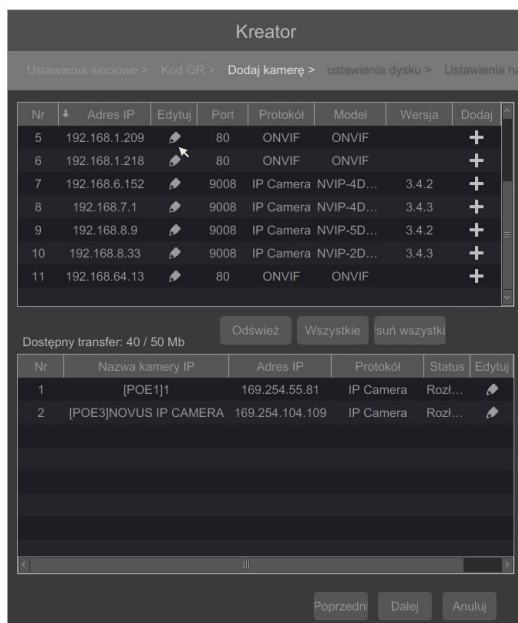 Kreator
Ustawienia sieciowe > Kod QR > Dodaj kamerę > ustawienia dysku > Ustawienia na
Nr Adres IP Edytuj Port Protokół Model Wersja Dodaj
5 192.168.1.209 80 ONVIF ONVIF
6 192.168.1.218 80 ONVIF ONVIF
7 192.168.6.152 9008 IP Camera NVIP-4D... 3.4.2
8 192.168.7.1 9008 IP Camera NVIP-4D... 3.4.3
9 192.168.8.9 9008 IP Camera NVIP-5D... 3.4.2
10 192.168.8.33 9008 IP Camera NVIP-2D... 3.4.3
11 192.168.64.13 80 ONVIF ONVIF
Odśwież Wszystkie suń wszystki
Dostępny transfer: 40 / 50 Mb
Nr Nazwa kamery IP Adres IP Protokół Status Edytuj
1 [POE1]1 169.254.55.81 IP Camera Rozł...
2 [POE3]NOVUS IP CAMERA 169.254.104.109 IP Camera Rozł...
Poprzedni Dalej Anuluj